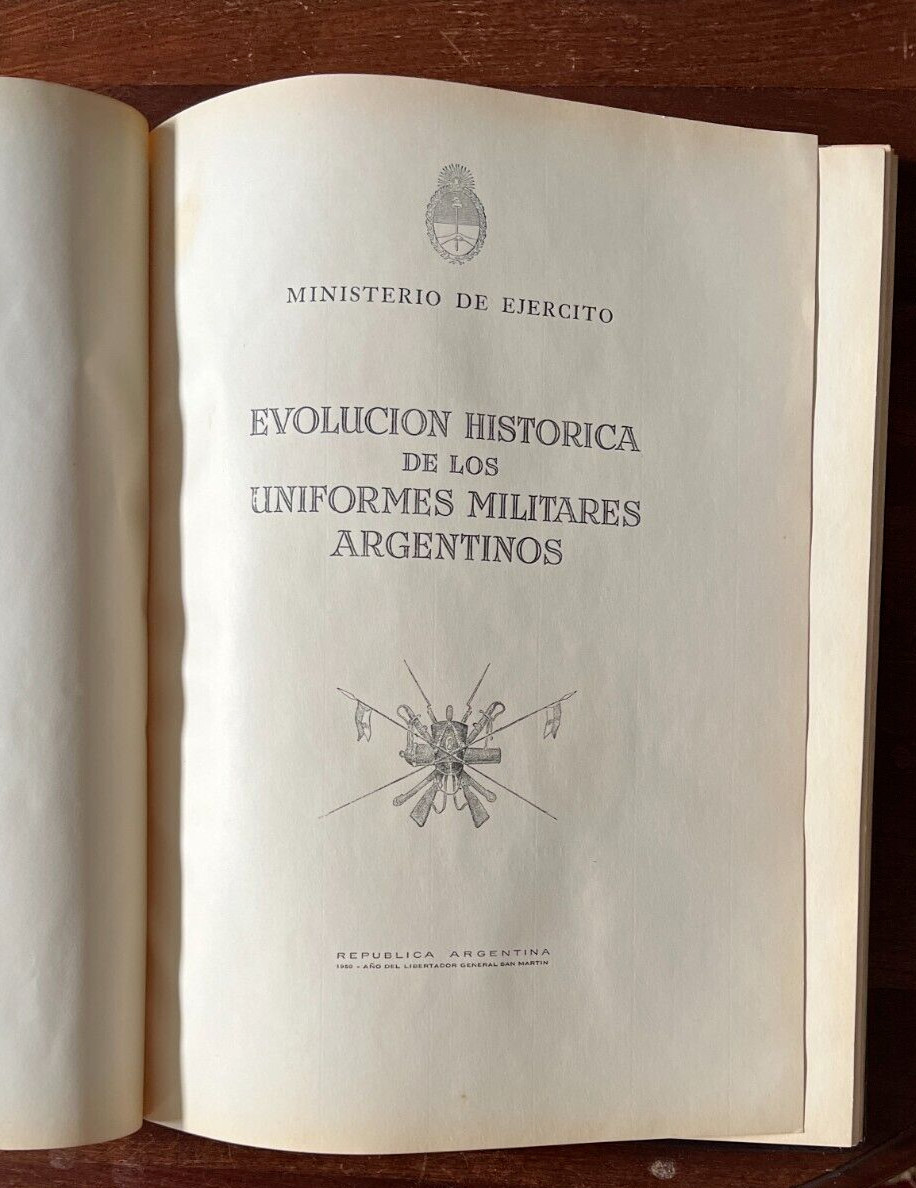 MINISTERIO DE EJERCITO
EVOLUCION HISTORICA
DE LOS
UNIFORMES MILITARES
ARGENTINOS
REPUBLICA ARGENTINA
1950 - AÑO DEL LIBERTADOR GENERAL SAN MARTIN